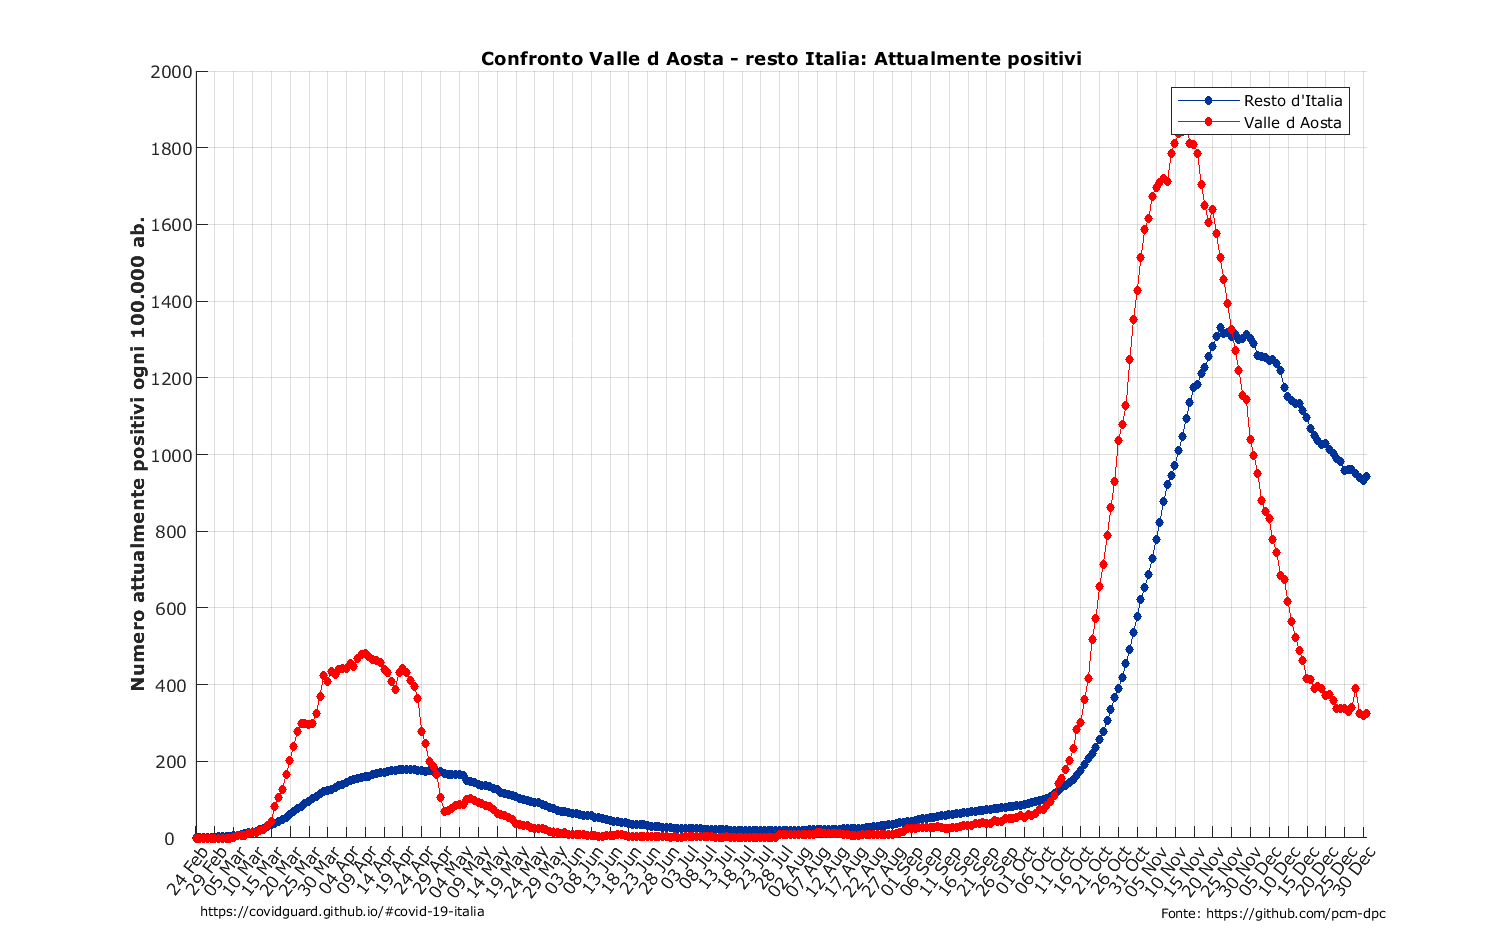 Confronto Valle d Aosta - resto Italia: Attualmente positivi
Numero attualmente positivi ogni 100.000 ab.
2000
1800
1600
1400
1200
1000
800
600
400
200
0
Resto d'Italia
Valle d Aosta
24 Feb
29 Feb
05 Mar
10 Mar
15 Mar
20 Mar
25 Mar
30 Mar
04 Apr
09 Apr
14 Apr
19 Apr
24 Apr
29 Apr
04 May
09 May
14 May
19 May
24 May
29 May
03 Jun
08 Jun
13 Jun
18 Jun
23 Jun
28 Jun
03 Jul
08 Jul
13 Jul
18 Jul
23 Jul
28 Jul
02 Aug
07 Aug
12 Aug
17 Aug
22 Aug
27 Aug
01 Sep
06 Sep
11 Sep
16 Sep
21 Sep
26 Sep
01 Oct
06 Oct
11 Oct
16 Oct
21 Oct
26 Oct
31 Oct
05 Nov
10 Nov
15 Nov
20 Nov
25 Nov
30 Nov
05 Dec
10 Dec
15 Dec
20 Dec
25 Dec
30 Dec
https://covidguard.github.io/#covid-19-italia
Fonte: https://github.com/pcm-dpc